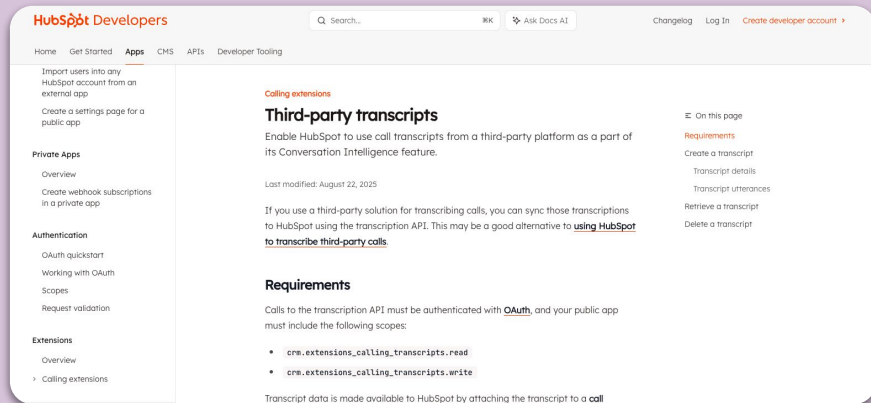 HubSpot Developers
Search...
⌘K
Ask Docs AI
Changelog
Log In
Create developer account >
Home
Get Started
Apps
CMS
APIs
Developer Tooling
Import users into any
HubSpot account from an
external app
Create a settings page for a
public app
Private Apps
Overview
Create webhook subscriptions
in a private app
Authentication
OAuth quickstart
Working with OAuth
Scopes
Request validation
Extensions
Overview
> Calling extensions
Calling extensions
Third-party transcripts
Enable HubSpot to use call transcripts from a third-party platform as a part of
its Conversation Intelligence feature.
Last modified: August 22, 2025
If you use a third-party solution for transcribing calls, you can sync those transcriptions
to HubSpot using the transcription API. This may be a good alternative to using HubSpot
to transcribe third-party calls.
Requirements
Calls to the transcription API must be authenticated with OAuth, and your public app
must include the following scopes:
• crm.extensions_calling_transcripts.read
• crm.extensions_calling_transcripts.write
Transcript data is made available to HubSpot by attaching the transcript to a call
On this page
Requirements
Create a transcript
Transcript details
Transcript utterances
Retrieve a transcript
Delete a transcript